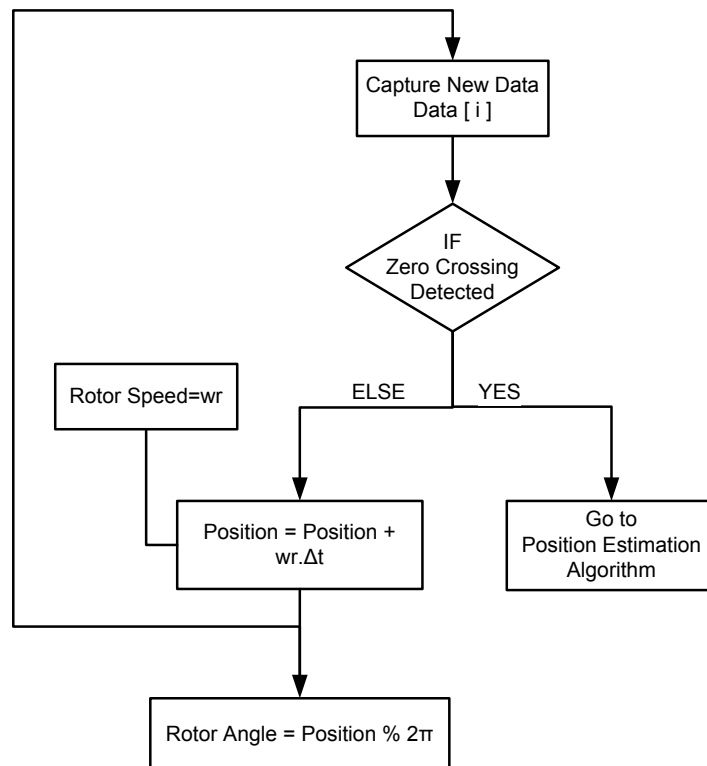 Capture New Data
Data [ i ]
IF
Zero Crossing
Detected
ELSE
YES
Rotor Speed=wr
Position = Position +
wr.Δt
Go to
Position Estimation
Algorithm
Rotor Angle = Position % 2π